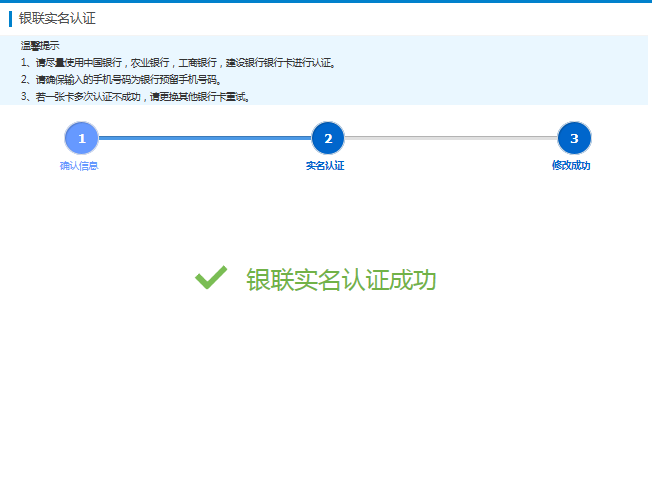 银联实名认证
温馨提示
1、请尽量使用中国银行，农业银行，工商银行，建设银行银行卡进行认证。
2、请确保输入的手机号码为银行预留手机号码。
3、若一张卡多次认证不成功，请更换其他银行卡重试。
1 2 3
确认信息 实名认证 修改成功
银联实名认证成功